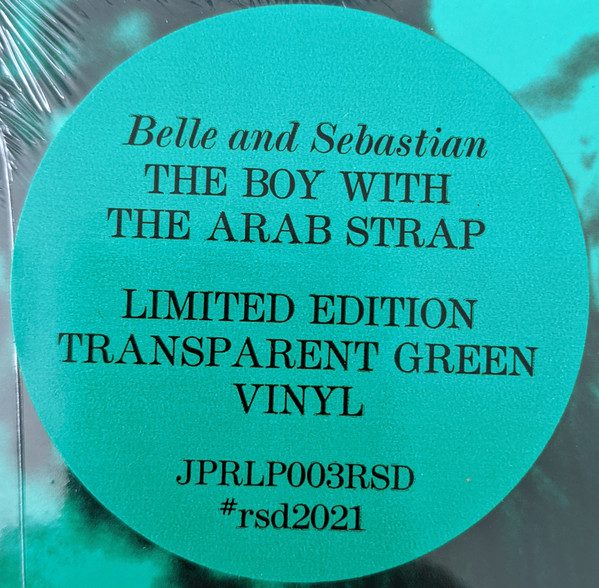 Belle and Sebastian
THE BOY WITH
THE ARAB STRAP
LIMITED EDITION
TRANSPARENT GREEN
VINYL
JPRLP003RSD
#rsd2021